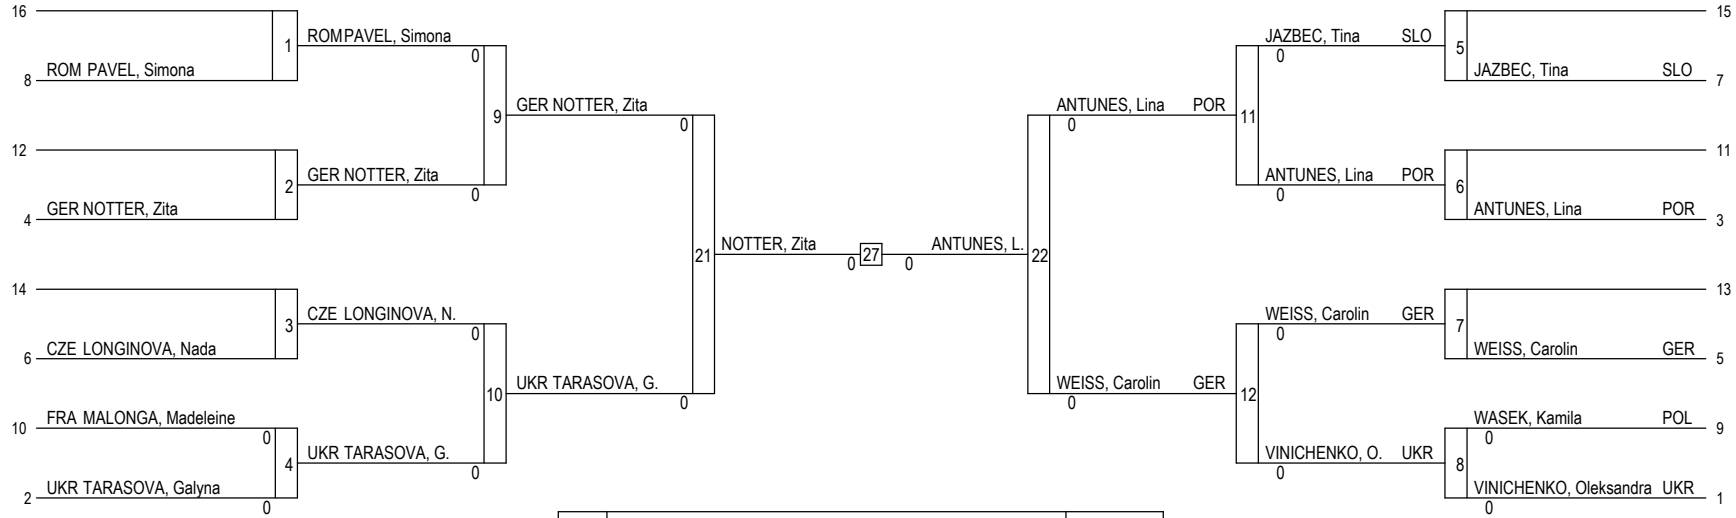 16
15
1 ROMPAVEL, Simona
JAZBEC, Tina SLO 5
0
0
8 ROM PAVEL, Simona
JAZBEC, Tina SLO 7
9 GER NOTTER, Zita
ANTUNES, Lina POR 11
0
0
12
11
2 GER NOTTER, Zita
ANTUNES, Lina POR 6
0
0
4 GER NOTTER, Zita
ANTUNES, Lina POR 3
21 NOTTER, Zita 0 27 0 ANTUNES, L. 22
14
13
3 CZE LONGINOVA, N.
WEISS, Carolin GER 7
0
0
6 CZE LONGINOVA, Nada
WEISS, Carolin GER 5
10 UKR TARASOVA, G.
WEISS, Carolin GER 12
0
0
10 FRA MALONGA, Madeleine
WASEK, Kamila POL 9
0
0
4 UKR TARASOVA, G.
VINICHENKO, O. UKR 8
0
0
2 UKR TARASOVA, Galyna
VINICHENKO, Oleksandra UKR 1
0
0